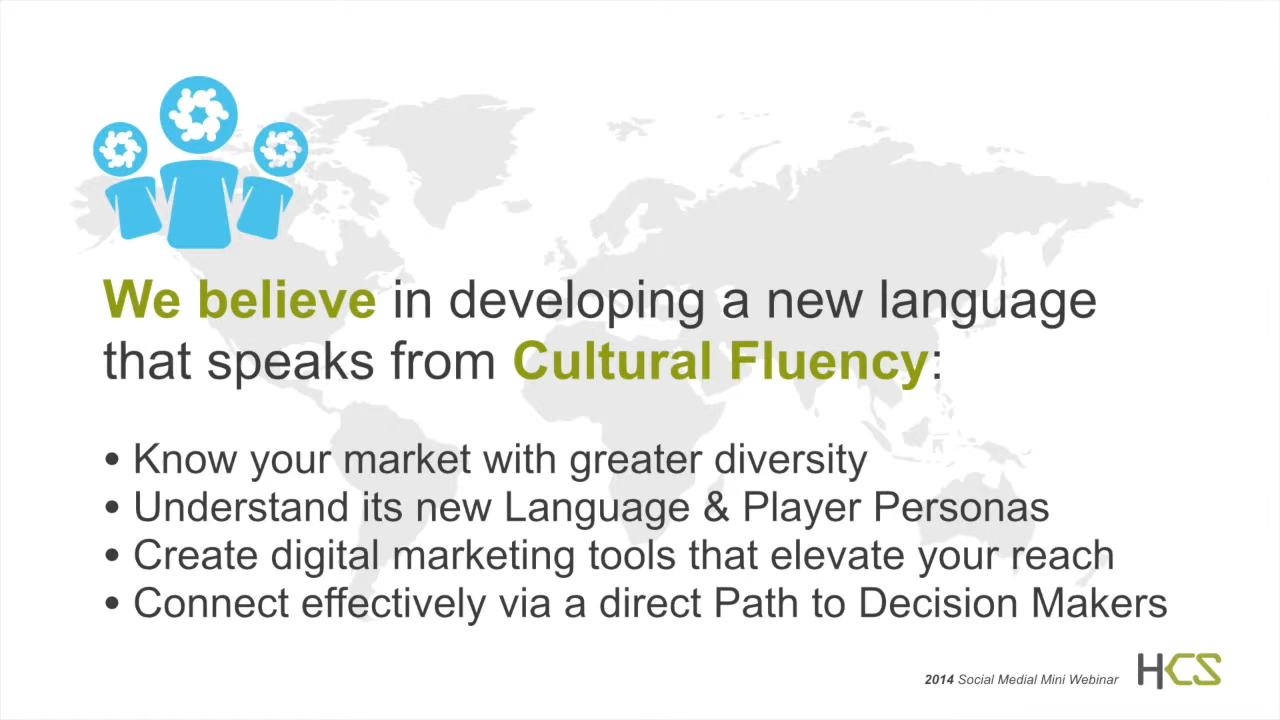 We believe in developing a new language
that speaks from Cultural Fluency:
• Know your market with greater diversity
• Understand its new Language & Player Personas
• Create digital marketing tools that elevate your reach
• Connect effectively via a direct Path to Decision Makers
2014 Social Medial Mini Webinar
HCS